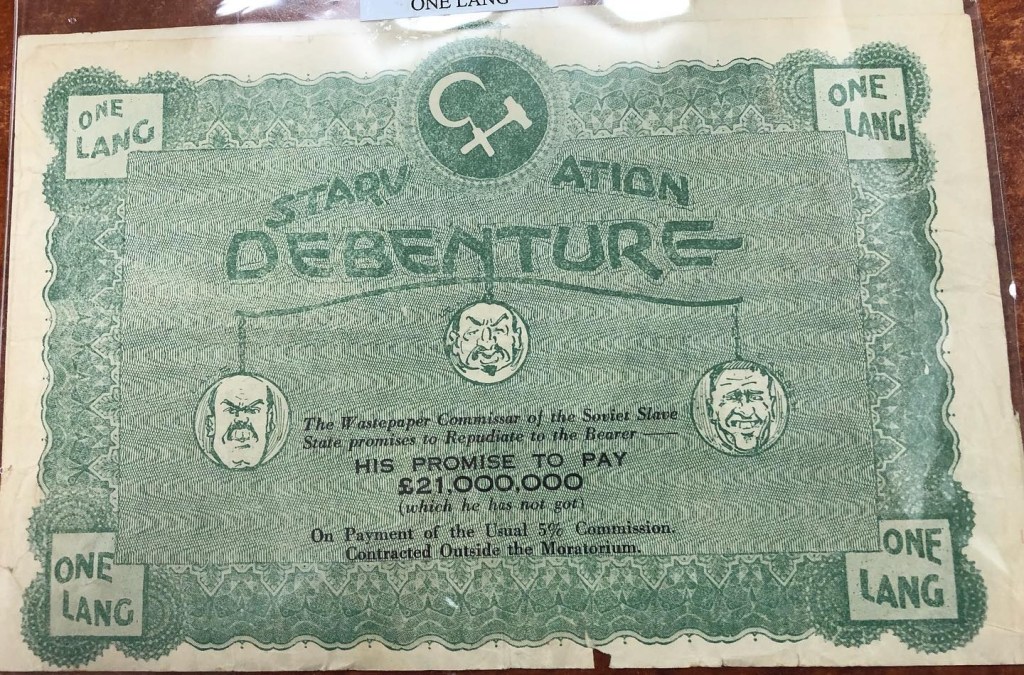 ONE LANG
ONE
LANG
ONE
LANG
STARVATION
DEBENTURE
The Wastepaper Commissar of the Soviet Slave
State promises to Repudiate to the Bearer
HIS PROMISE TO PAY
£21,000,000
(which he has not got)
On Payment of the Usual 5% Commission.
Contracted Outside the Moratorium.
ONE
LANG
ONE
LANG